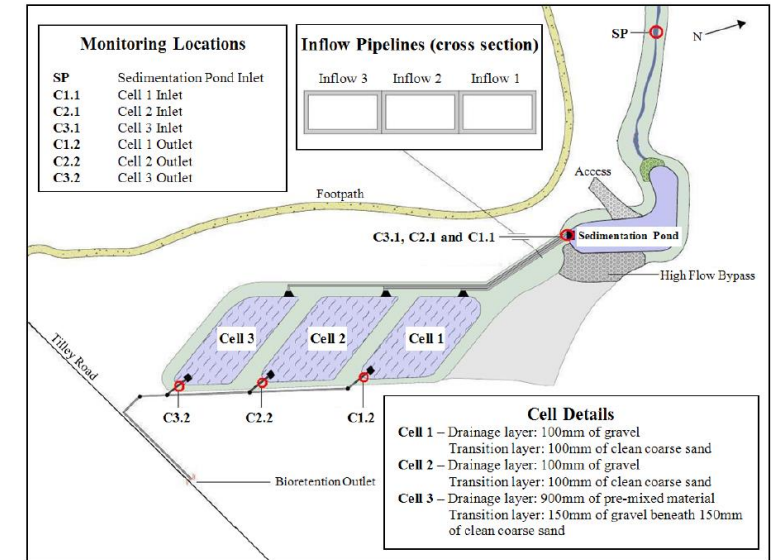 Monitoring Locations
SP Sedimentation Pond Inlet
C1.1 Cell 1 Inlet
C2.1 Cell 2 Inlet
C3.1 Cell 3 Inlet
C1.2 Cell 1 Outlet
C2.2 Cell 2 Outlet
C3.2 Cell 3 Outlet
Inflow Pipelines (cross section)
Inflow 3 Inflow 2 Inflow 1
SP
N
Access
Footpath
C3.1, C2.1 and C1.1
Sedimentation Pond
High Flow Bypass
Cell 3 Cell 2 Cell 1
Tilley Road
C3.2 C2.2 C1.2
Bioretention Outlet
Cell Details
Cell 1 – Drainage layer: 100mm of gravel
Transition layer: 100mm of clean coarse sand
Cell 2 – Drainage layer: 100mm of gravel
Transition layer: 100mm of clean coarse sand
Cell 3 – Drainage layer: 900mm of pre-mixed material
Transition layer: 150mm of gravel beneath 150mm
of clean coarse sand